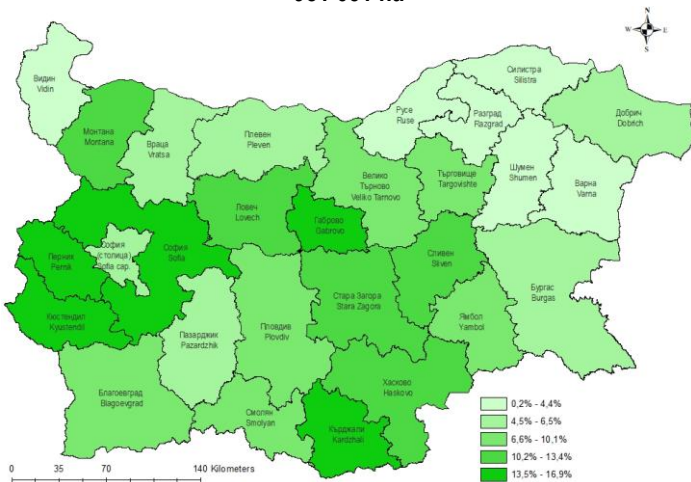 N
W E
S
Видин
Vidin
Монтана
Montana
Враца
Vratsa
Плевен
Pleven
Русе
Ruse
Силистра
Silistra
Разград
Razgrad
Добрич
Dobrich
Шумен
Shumen
Варна
Varna
Търговище
Targovishte
Велико
Търново
Veliko Tarnovo
Ловеч
Lovech
Габрово
Gabrovo
София
(столица)
Sofia cap.
София
Sofia
Перник
Pernik
Кюстендил
Kyustendil
Сливен
Sliven
Стара Загора
Stara Zagora
Бургас
Burgas
Ямбол
Yambol
Пазарджик
Pazardzhik
Пловдив
Plovdiv
Хасково
Haskovo
Благоевград
Blagoevgrad
Смолян
Smolyan
Кърджали
Kardzhali
0,2% - 4,4%
4,5% - 6,5%
6,6% - 10,1%
10,2% - 13,4%
13,5% - 16,9%
0 35 70 140 Kilometers